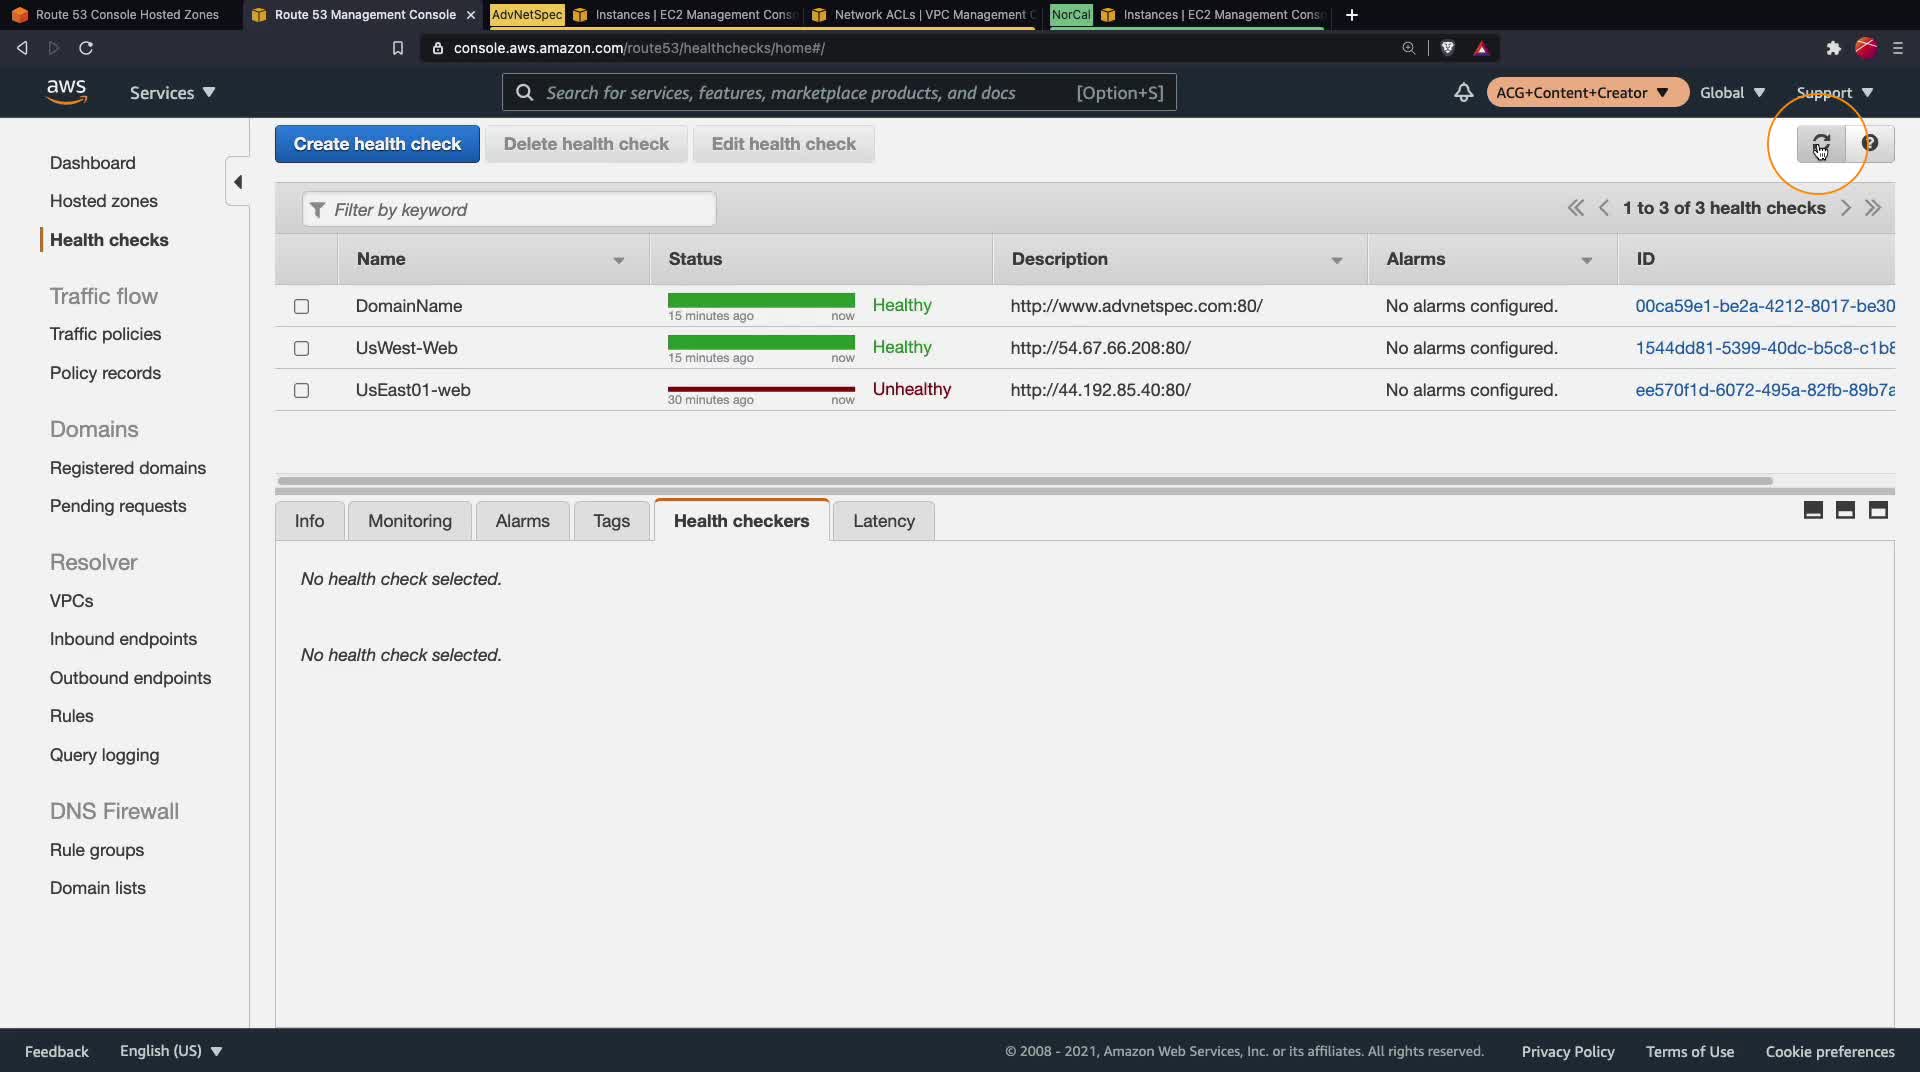 Route 53 Console Hosted Zones
Route 53 Management Console
AdvNetSpec
Instances | EC2 Management Cons
Network ACLs | VPC Management C
NorCal
Instances | EC2 Management Cons
console.aws.amazon.com/route53/healthchecks/home#/
aws
Services
Search for services, features, marketplace products, and docs
[Option+S]
ACG+Content+Creator
Global
Support
Dashboard
Hosted zones
Health checks
Traffic flow
Traffic policies
Policy records
Domains
Registered domains
Pending requests
Resolver
VPCs
Inbound endpoints
Outbound endpoints
Rules
Query logging
DNS Firewall
Rule groups
Domain lists
Create health check
Delete health check
Edit health check
Filter by keyword
1 to 3 of 3 health checks
Name
Status
Description
Alarms
ID
DomainName
15 minutes ago
now
Healthy
http://www.advnetspec.com:80/
No alarms configured.
00ca59e1-be2a-4212-8017-be30
UsWest-Web
15 minutes ago
now
Healthy
http://54.67.66.208:80/
No alarms configured.
1544dd81-5399-40dc-b5c8-c1b8
UsEast01-web
30 minutes ago
now
Unhealthy
http://44.192.85.40:80/
No alarms configured.
ee570f1d-6072-495a-82fb-89b7a
Info
Monitoring
Alarms
Tags
Health checkers
Latency
No health check selected.
No health check selected.
Feedback
English (US)
© 2008 - 2021, Amazon Web Services, Inc. or its affiliates. All rights reserved.
Privacy Policy
Terms of Use
Cookie preferences